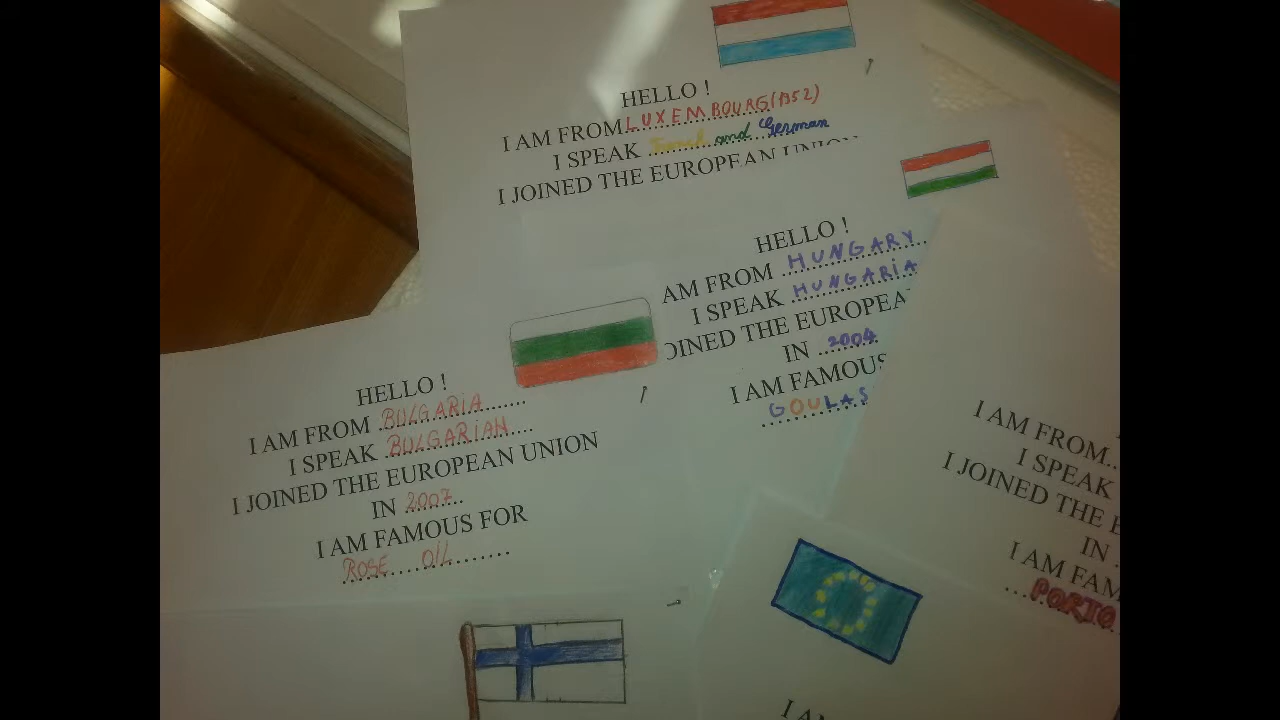 HELLO !
I AM FROM LUXEMBOURG (1952)
I SPEAK French and German
I JOINED THE EUROPEAN UNION
HELLO !
AM FROM HUNGARY
I SPEAK HUNGARIA
OINED THE EUROPEA
IN 2004
I AM FAMOUS
GOULAS
HELLO !
I AM FROM BULGARIA
I SPEAK BULGARIAN
I JOINED THE EUROPEAN UNION
IN 2007
I AM FAMOUS FOR
ROSE OIL
I AM FROM
I SPEAK
I JOINED THE E
IN
I AM FAM
PORTO
I A